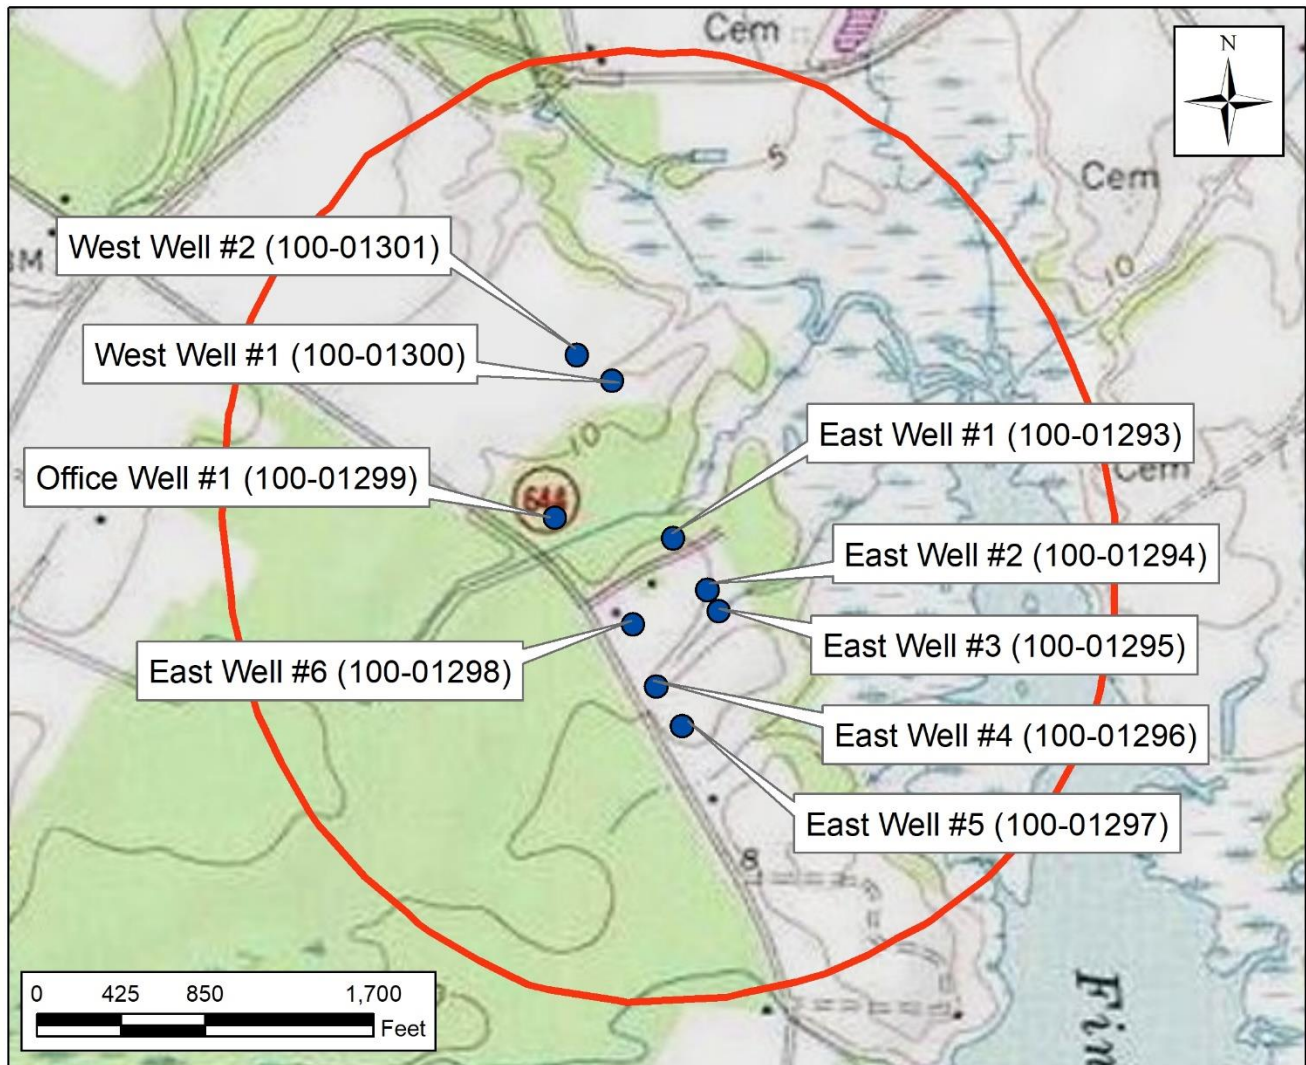 Cem
N
5
Cem
West Well #2 (100-01301)
10
West Well #1 (100-01300)
East Well #1 (100-01293)
10
Cem
Office Well #1 (100-01299)
644
East Well #2 (100-01294)
East Well #3 (100-01295)
East Well #6 (100-01298)
East Well #4 (100-01296)
East Well #5 (100-01297)
8
0 425 850 1,700
Feet